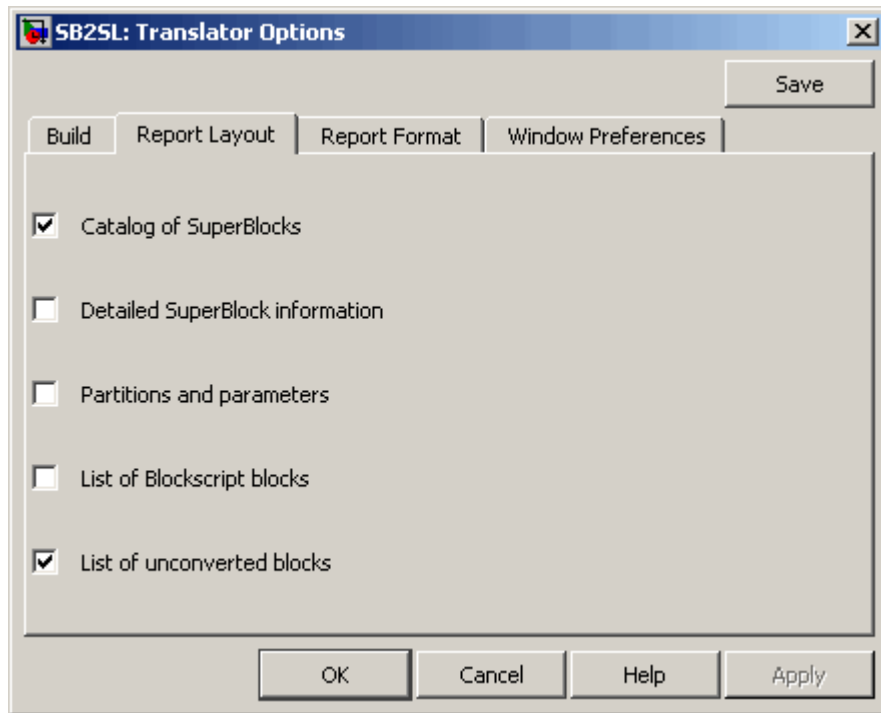 SB2SL: Translator Options
Save
Build Report Layout Report Format Window Preferences
Catalog of SuperBlocks
Detailed SuperBlock information
Partitions and parameters
List of Blockscript blocks
List of unconverted blocks
OK Cancel Help Apply